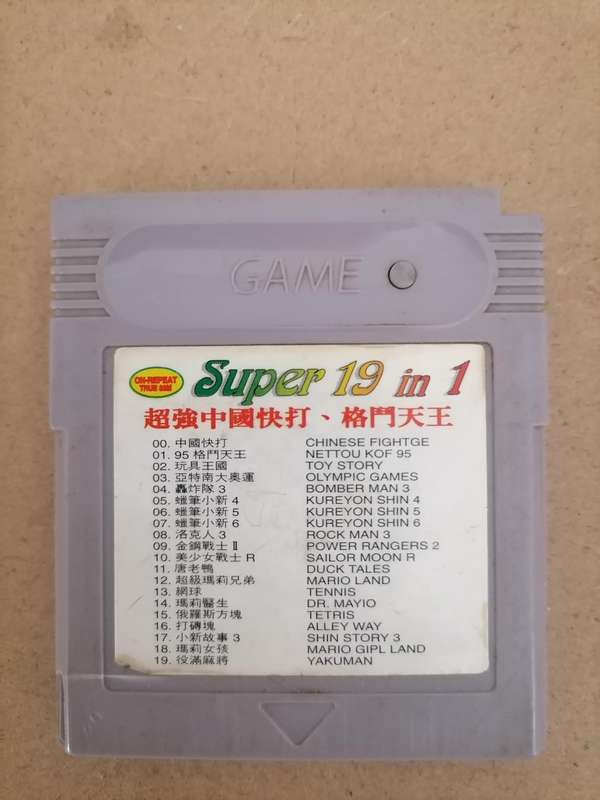 GAME
ON-REPEAT
TRUE
Super 19 in 1
超強中國快打、格鬥天王
00. 中國快打 CHINESE FIGHTGE
01. 95 格鬥天王 NETTOU KOF 95
02. 玩具王國 TOY STORY
03. 亞特南大奧運 OLYMPIC GAMES
04. 轟炸隊 3 BOMBER MAN 3
05. 蠟筆小新 4 KUREYON SHIN 4
06. 蠟筆小新 5 KUREYON SHIN 5
07. 蠟筆小新 6 KUREYON SHIN 6
08. 洛克人 3 ROCK MAN 3
09. 金鋼戰士 II POWER RANGERS 2
10. 美少女戰士 R SAILOR MOON R
11. 唐老鴨 DUCK TALES
12. 超級瑪莉兄弟 MARIO LAND
13. 網球 TENNIS
14. 瑪莉醫生 DR. MAYIO
15. 俄羅斯方塊 TETRIS
16. 打磚塊 ALLEY WAY
17. 小新故事 3 SHIN STORY 3
18. 瑪莉女孩 MARIO GIPL LAND
19. 役滿麻將 YAKUMAN